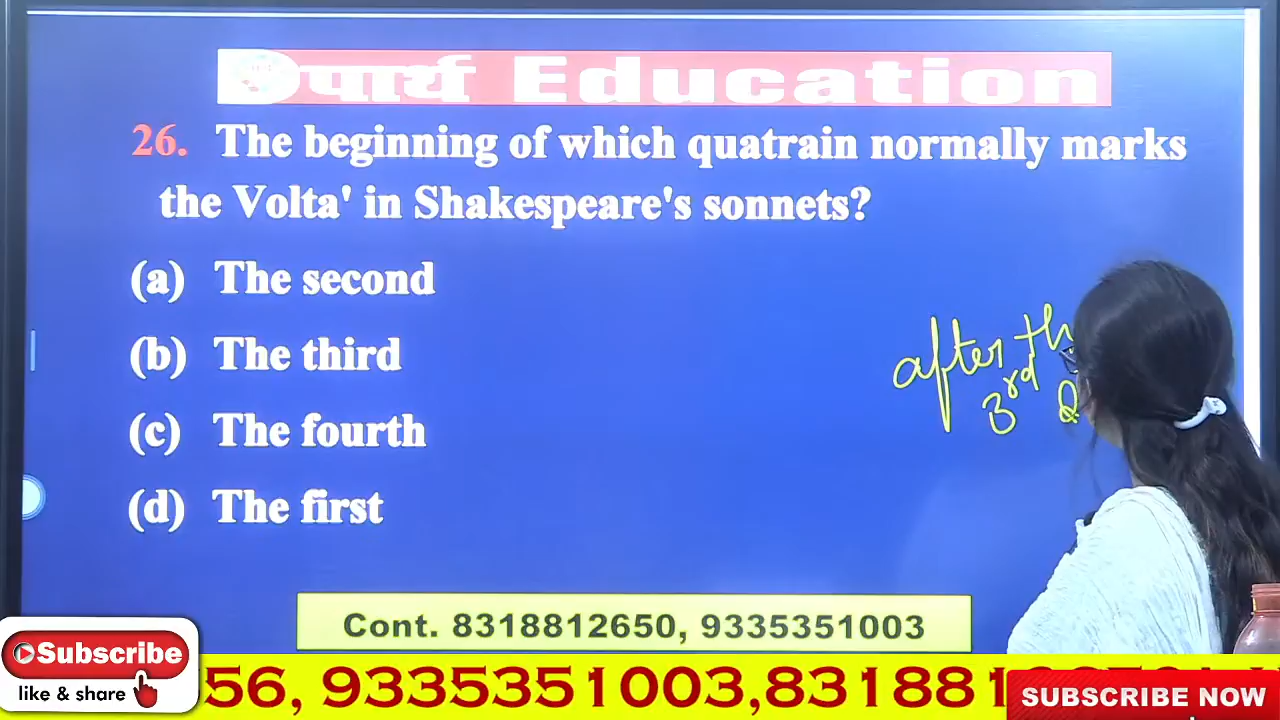 पार्थ Education
26. The beginning of which quatrain normally marks
the Volta' in Shakespeare's sonnets?
(a) The second
(b) The third
(c) The fourth
(d) The first
after th
3rd Q
Cont. 8318812650, 9335351003
Subscribe
like & share
56, 9335351003,
SUBSCRIBE NOW